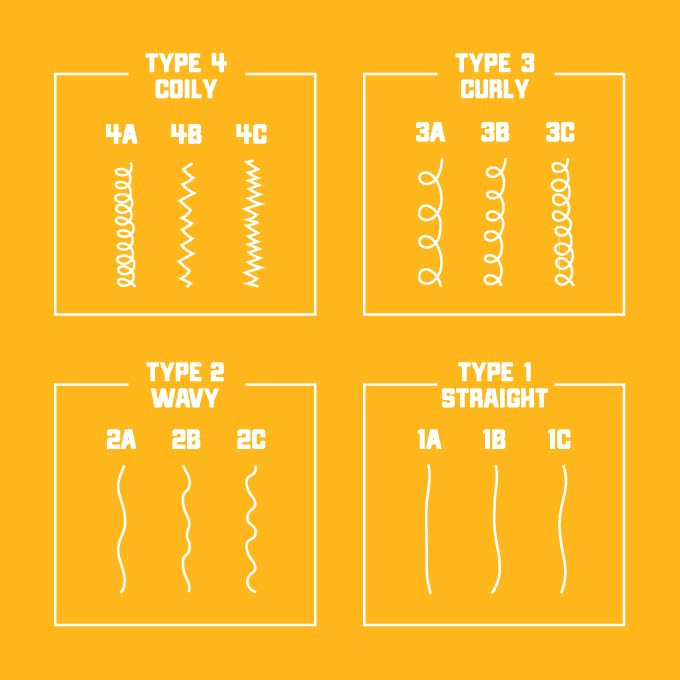 TYPE 4
COILY
4A 4B 4C
TYPE 3
CURLY
3A 3B 3C
TYPE 2
WAVY
2A 2B 2C
TYPE 1
STRAIGHT
1A 1B 1C